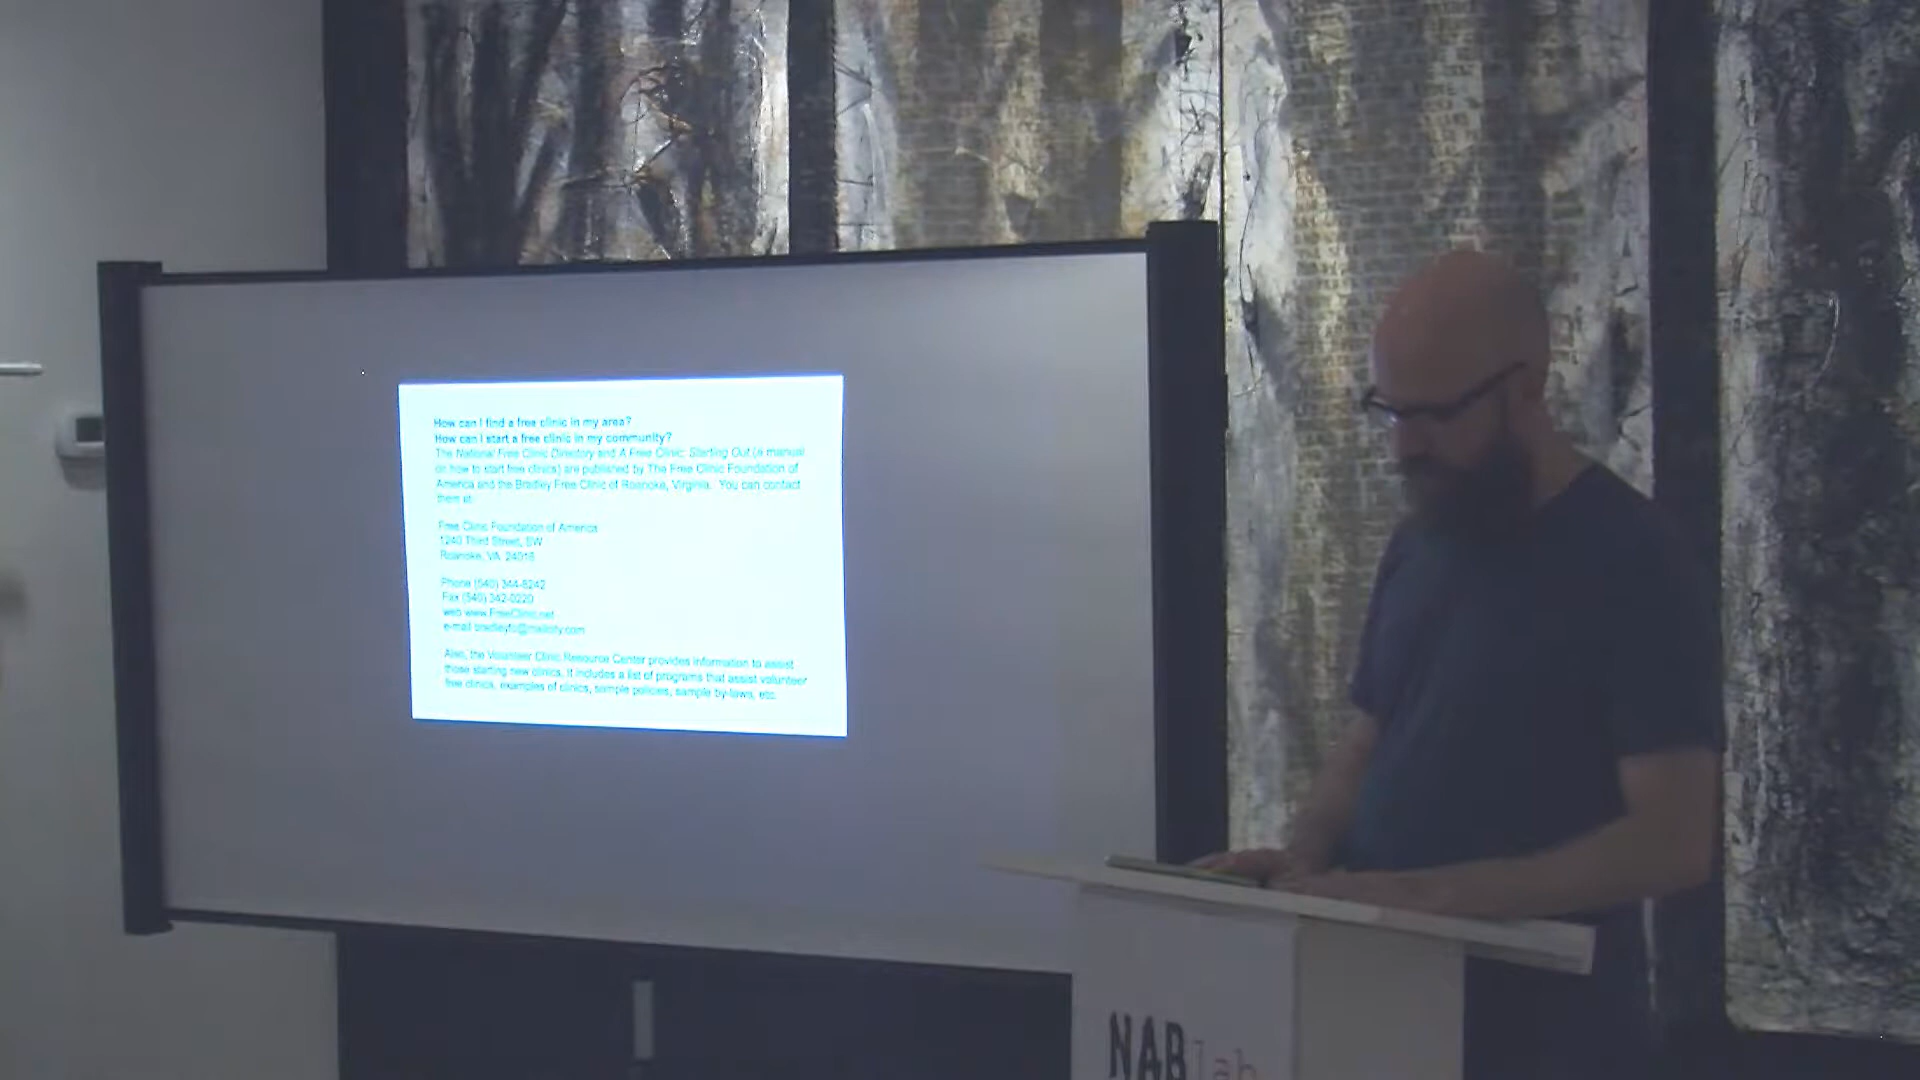 How can I find a free clinic in my area?
How can I start a free clinic in my community?
The National Free Clinic Directory and A Free Clinic: Starting Out (a manual
on how to start free clinics) are published by The Free Clinic Foundation of
America and the Bradley Free Clinic of Roanoke, Virginia. You can contact
them at:
Free Clinic Foundation of America
1240 Third Street, SW
Roanoke, VA 24016
Phone (540) 344-5242
Fax (540) 342-0220
web www.FreeClinic.net
e-mail
Also, the Volunteer Clinic Resource Center provides information to assist
those starting new clinics. It includes a list of programs that assist volunteer
free clinics, examples of clinics, sample policies, sample by-laws, etc.
NAB lab